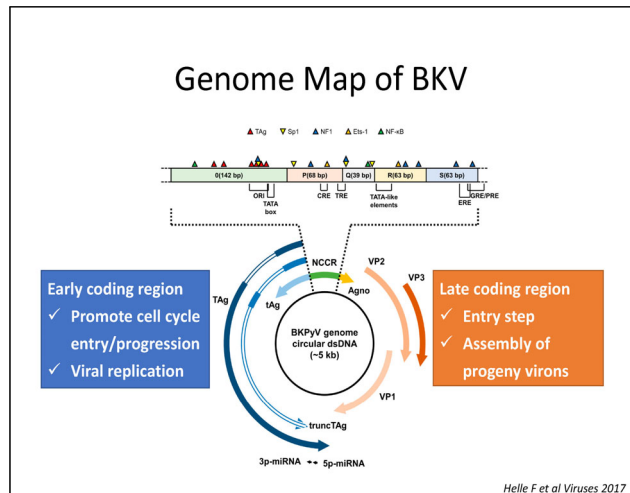 Genome Map of BKV
TAg Sp1 NF1 Ets-1 NF-κB
0(142 bp) P(68 bp) Q(39 bp) R(63 bp) S(63 bp)
ORI
TATA
box
CRE TRE
TATA-like
elements
ERE
GRE/PRE
NCCR
VP2
VP3
TAg
tAg
Agno
Early coding region
✓ Promote cell cycle
entry/progression
✓ Viral replication
BKPyV genome
circular dsDNA
(~5 kb)
Late coding region
✓ Entry step
✓ Assembly of
progeny virons
VP1
truncTAg
3p-miRNA 5p-miRNA
Helle F et al Viruses 2017